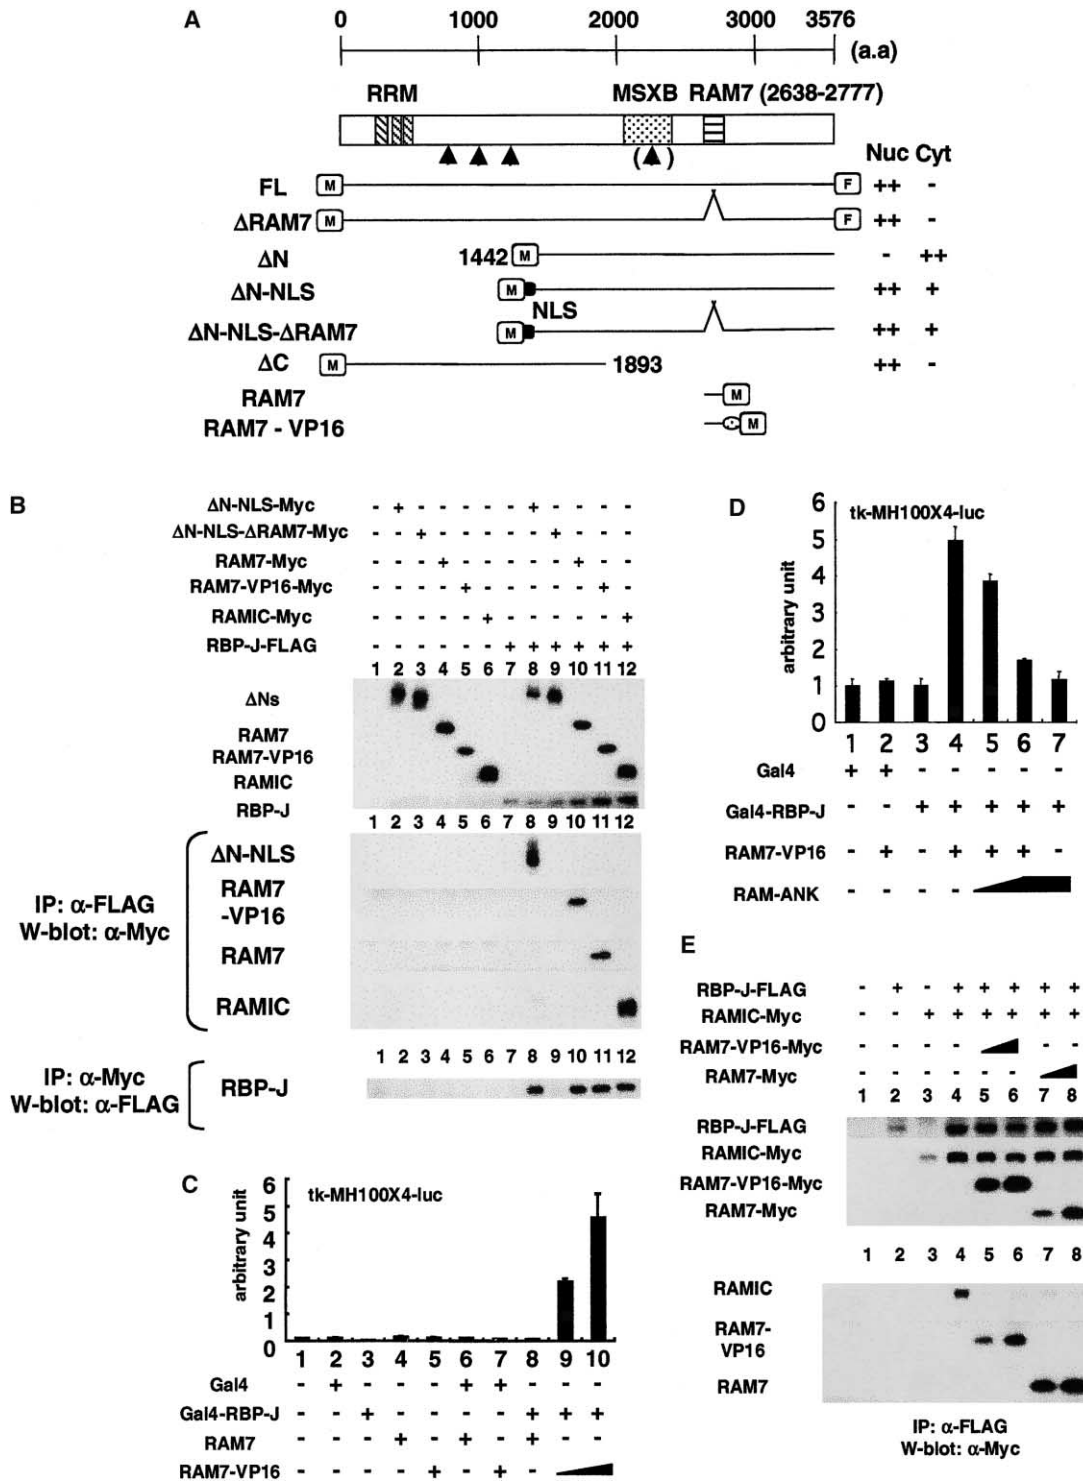 A
0 1000 2000 3000 3576
(a.a)
RRM MSXB RAM7 (2638-2777)
( )
Nuc Cyt
FL M F ++ -
ΔRAM7 M F ++ -
ΔN 1442 M - ++
ΔN-NLS M ++ +
NLS
ΔN-NLS-ΔRAM7 M ++ +
ΔC M 1893 ++ -
RAM7 M
RAM7 - VP16 M
B
ΔN-NLS-Myc - + - - - - - + - - - -
ΔN-NLS-ΔRAM7-Myc - - + - - - - - + - - -
RAM7-Myc - - - + - - - - - + - -
RAM7-VP16-Myc - - - - + - - - - - + -
RAMIC-Myc - - - - - + - - - - - +
RBP-J-FLAG - - - - - - + + + + + +
1 2 3 4 5 6 7 8 9 10 11 12
ΔNs
RAM7
RAM7-VP16
RAMIC
RBP-J
1 2 3 4 5 6 7 8 9 10 11 12
IP: α-FLAG
W-blot: α-Myc
ΔN-NLS
RAM7
-VP16
RAM7
RAMIC
1 2 3 4 5 6 7 8 9 10 11 12
IP: α-Myc
W-blot: α-FLAG
RBP-J
C
tk-MH100X4-luc
arbitrary unit
6
5
4
3
2
1
0
1 2 3 4 5 6 7 8 9 10
Gal4 - + - - - + + - - -
Gal4-RBP-J - - + - - - - + + +
RAM7 - - - + - + - + - -
RAM7-VP16 - - - - + - + -
D
tk-MH100X4-luc
arbitrary unit
6
5
4
3
2
1
0
1 2 3 4 5 6 7
Gal4 + + - - - - -
Gal4-RBP-J - - + + + + +
RAM7-VP16 - + - + + + -
RAM-ANK - - - -
E
RBP-J-FLAG - + - + + + + +
RAMIC-Myc - - + + + + + +
RAM7-VP16-Myc - - - - - -
RAM7-Myc - - - - - -
1 2 3 4 5 6 7 8
RBP-J-FLAG
RAMIC-Myc
RAM7-VP16-Myc
RAM7-Myc
1 2 3 4 5 6 7 8
RAMIC
RAM7-
VP16
RAM7
IP: α-FLAG
W-blot: α-Myc